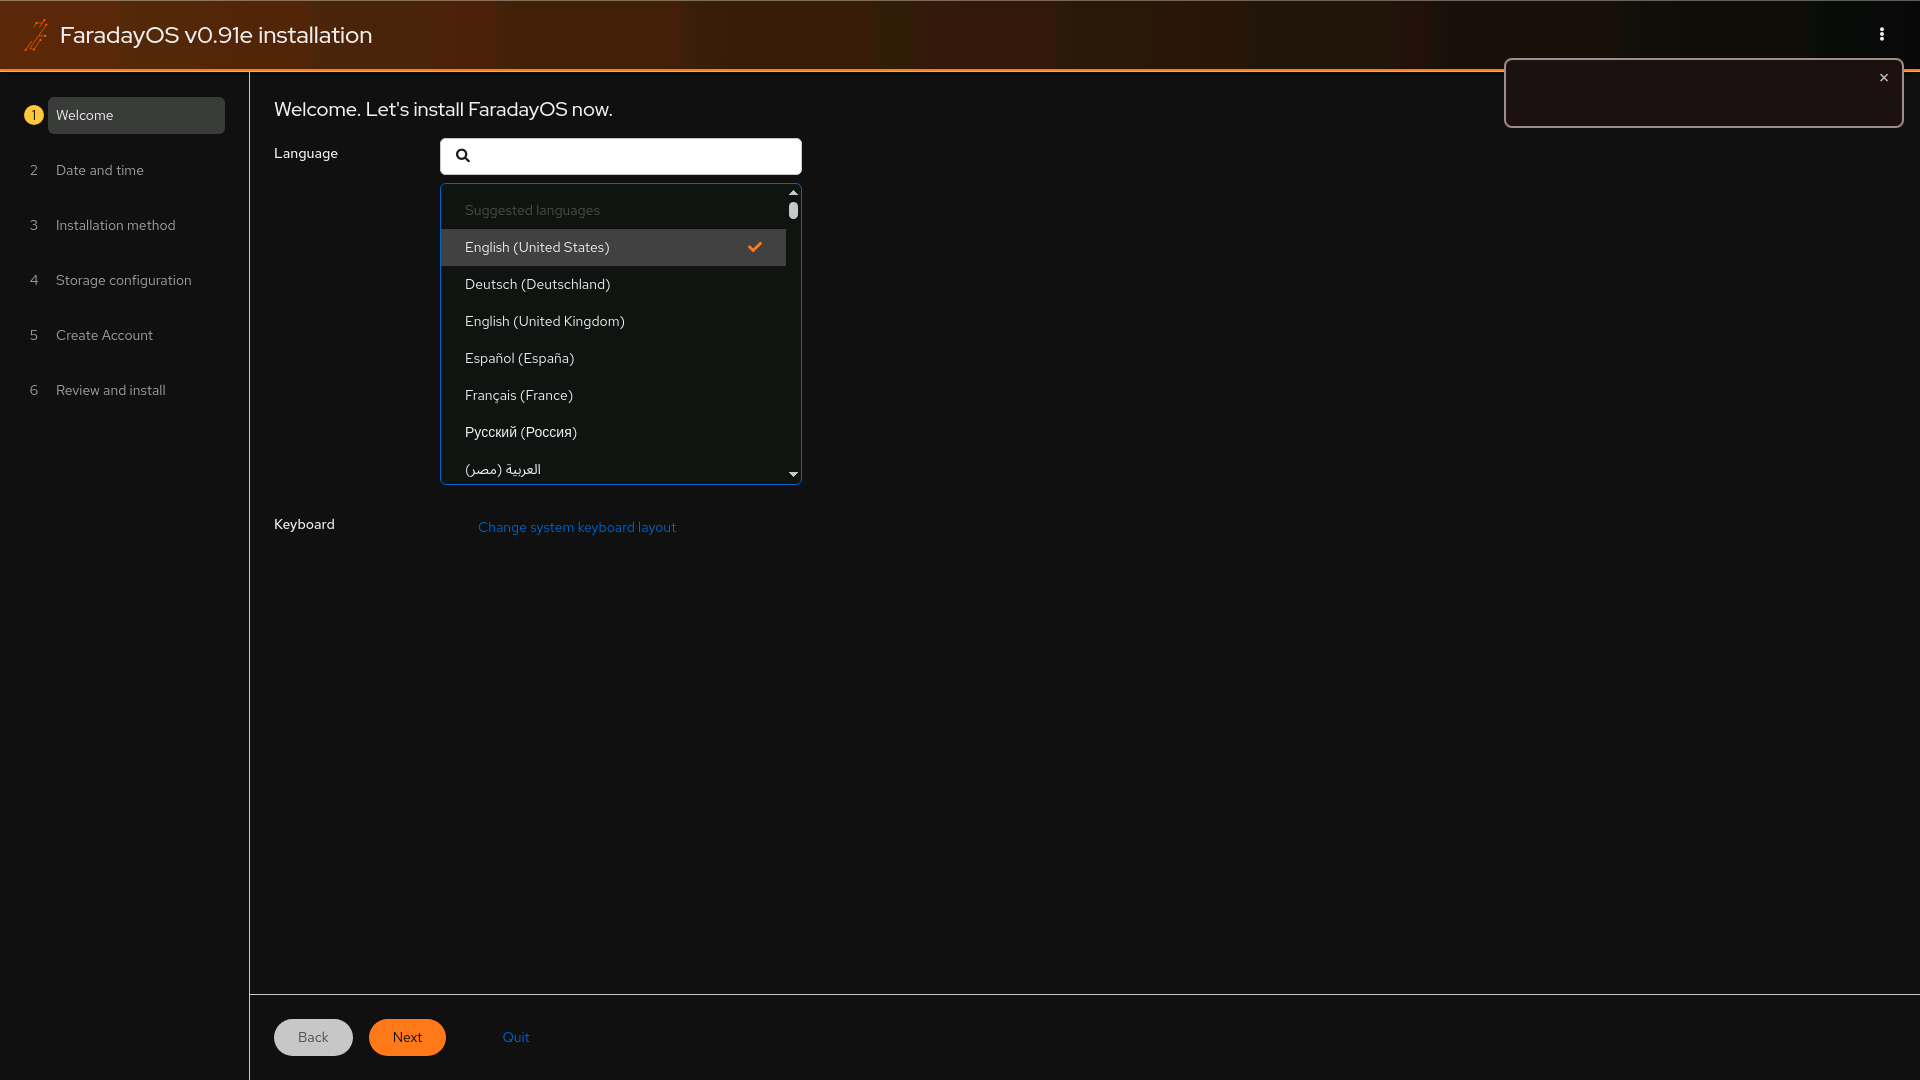 FaradayOS v0.91e installation
1 Welcome
2 Date and time
3 Installation method
4 Storage configuration
5 Create Account
6 Review and install
Welcome. Let's install FaradayOS now.
Language
Suggested languages
English (United States)
Deutsch (Deutschland)
English (United Kingdom)
Español (España)
Français (France)
Русский (Россия)
العربية (مصر)
Keyboard
Change system keyboard layout
Back
Next
Quit